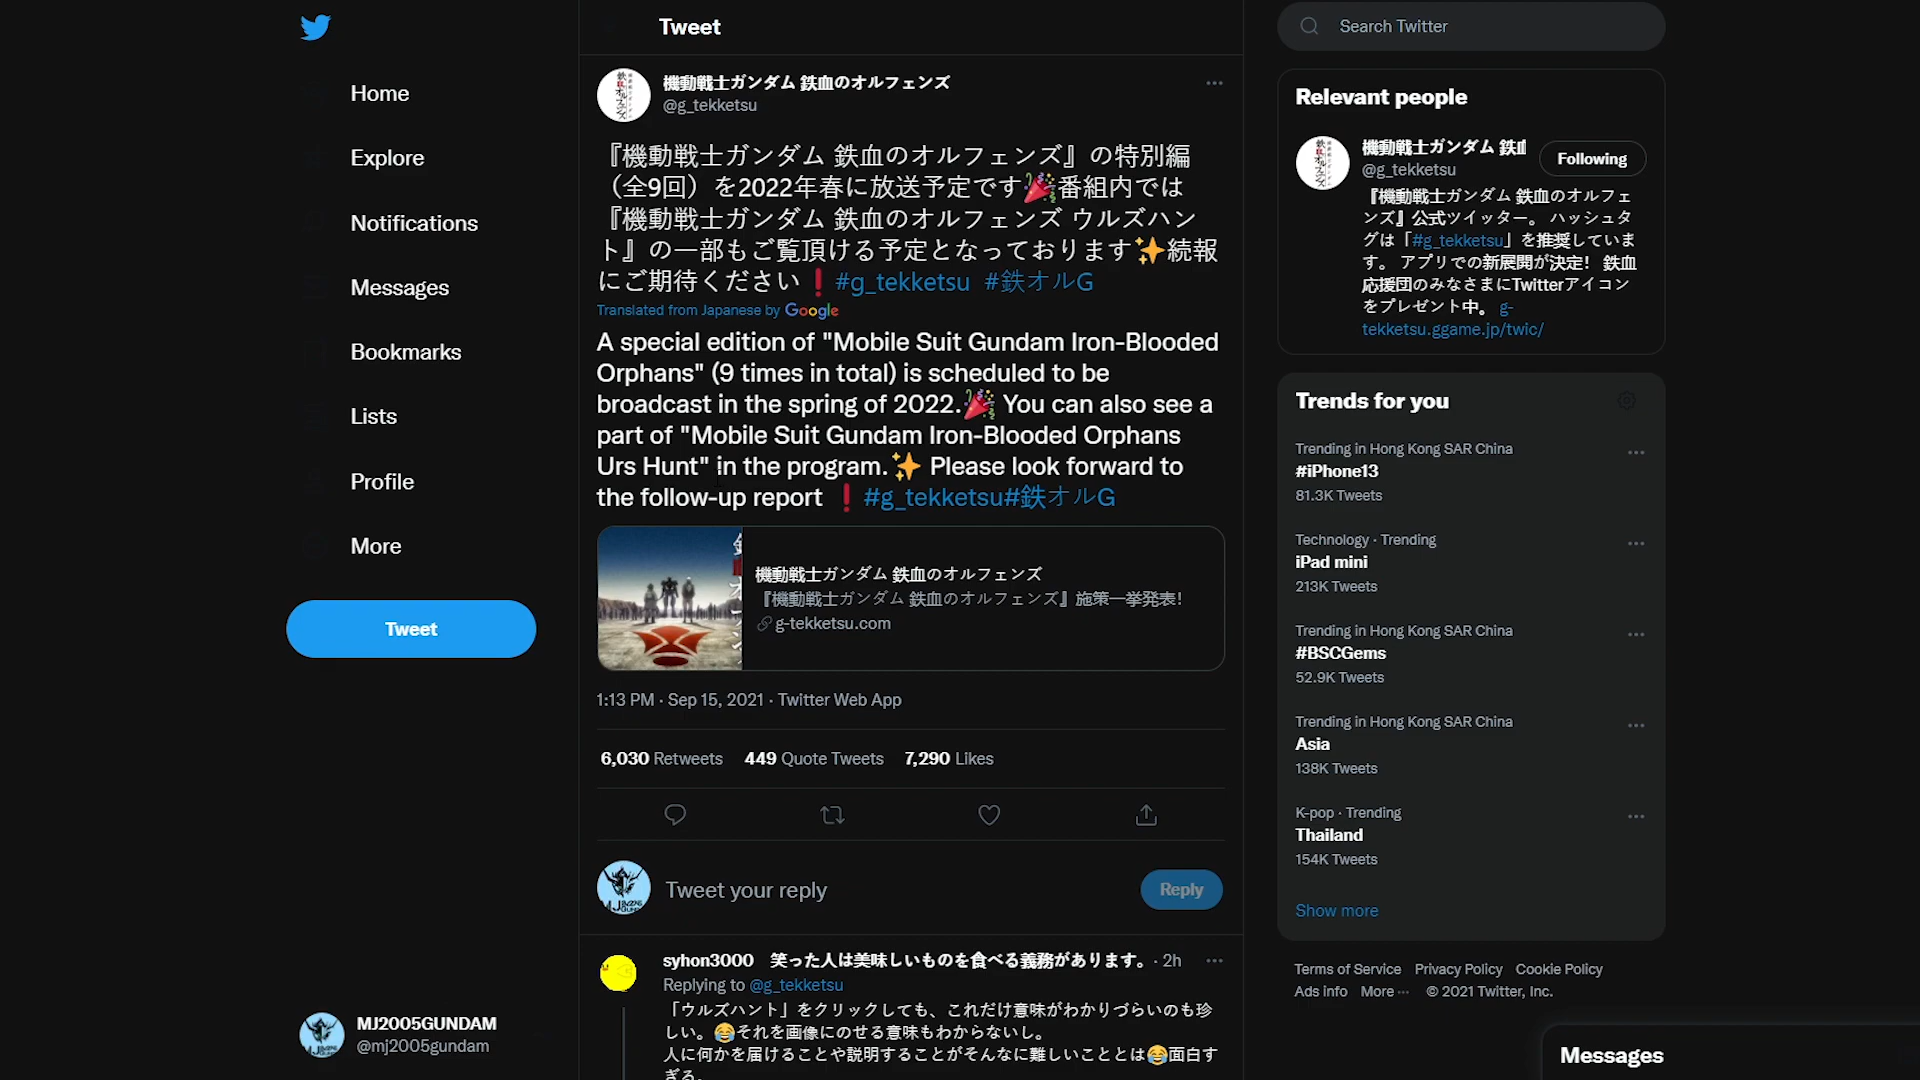 Home
Explore
Notifications
Messages
Bookmarks
Lists
Profile
More
Tweet
MJ2005GUNDAM
@mj2005gundam
Tweet
機動戦士ガンダム 鉄血のオルフェンズ
@g_tekketsu
『機動戦士ガンダム 鉄血のオルフェンズ』の特別編
（全9回）を2022年春に放送予定です🎉番組内では
『機動戦士ガンダム 鉄血のオルフェンズ ウルズハン
ト』の一部もご覧頂ける予定となっております✨続報
にご期待ください❗#g_tekketsu #鉄オルG
Translated from Japanese by Google
A special edition of "Mobile Suit Gundam Iron-Blooded
Orphans" (9 times in total) is scheduled to be
broadcast in the spring of 2022.🎉 You can also see a
part of "Mobile Suit Gundam Iron-Blooded Orphans
Urs Hunt" in the program.✨ Please look forward to
the follow-up report ❗#g_tekketsu#鉄オルG
機動戦士ガンダム 鉄血のオルフェンズ
『機動戦士ガンダム 鉄血のオルフェンズ』施策一挙発表！
g-tekketsu.com
1:13 PM · Sep 15, 2021 · Twitter Web App
6,030 Retweets 449 Quote Tweets 7,290 Likes
Tweet your reply
Reply
syhon3000 笑った人は美味しいものを食べる義務があります。 · 2h
Replying to @g_tekketsu
「ウルズハント」をクリックしても、これだけ意味がわかりづらいのも珍
しい。😂それを画像にのせる意味もわからないし。
人に何かを届けることや説明することがそんなに難しいこととは😂面白す
ぎる。
Search Twitter
Relevant people
機動戦士ガンダム 鉄血
Following
@g_tekketsu
『機動戦士ガンダム 鉄血のオルフェ
ンズ』公式ツイッター。 ハッシュタ
グは「#g_tekketsu」を推奨していま
す。 アプリでの新展開が決定！ 鉄血
応援団のみなさまにTwitterアイコン
をプレゼント中。 g-
tekketsu.ggame.jp/twic/
Trends for you
Trending in Hong Kong SAR China
#iPhone13
81.3K Tweets
Technology · Trending
iPad mini
213K Tweets
Trending in Hong Kong SAR China
#BSCGems
52.9K Tweets
Trending in Hong Kong SAR China
Asia
138K Tweets
K-pop · Trending
Thailand
154K Tweets
Show more
Terms of Service Privacy Policy Cookie Policy
Ads info More ··· © 2021 Twitter, Inc.
Messages